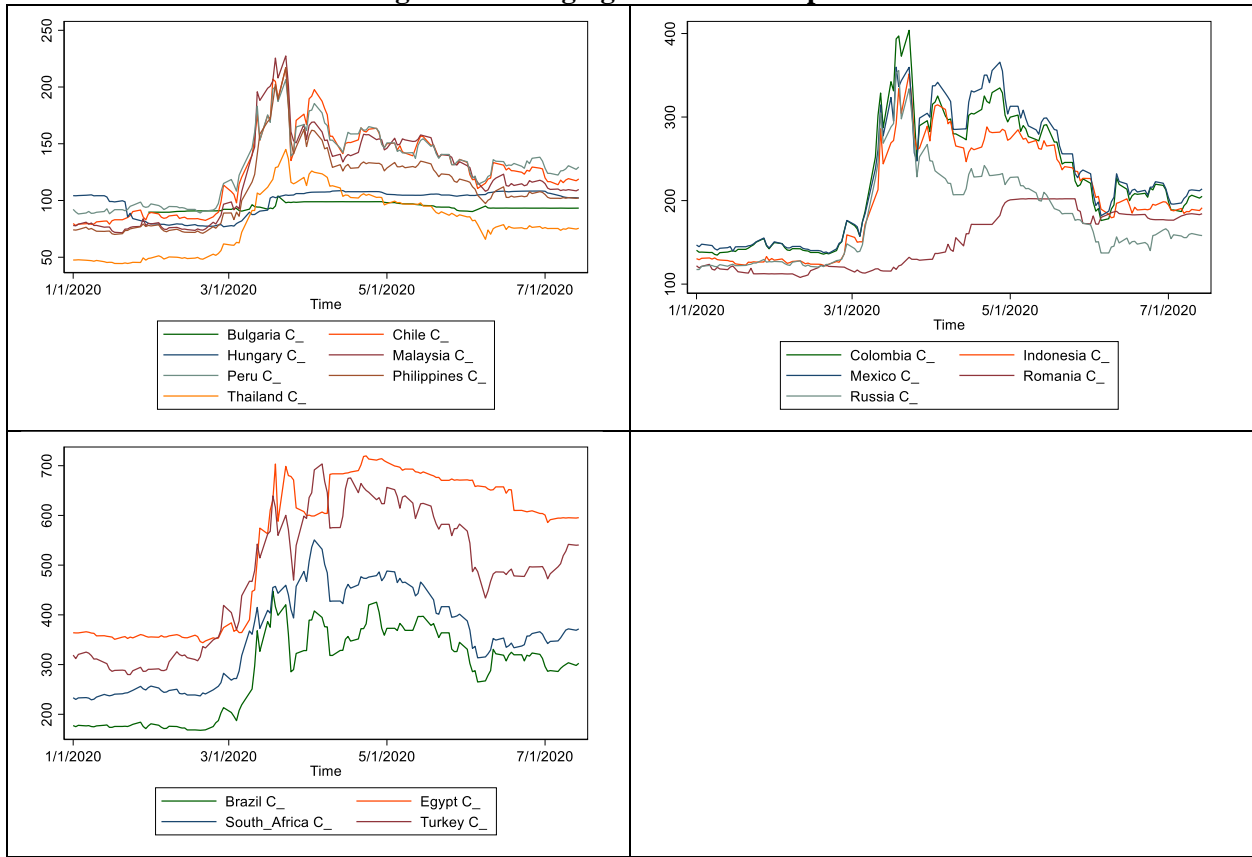 250
200
150
100
50
1/1/2020 3/1/2020 5/1/2020 7/1/2020
Time
Bulgaria C_ Chile C_
Hungary C_ Malaysia C_
Peru C_ Philippines C_
Thailand C_
400
300
200
100
1/1/2020 3/1/2020 5/1/2020 7/1/2020
Time
Colombia C_ Indonesia C_
Mexico C_ Romania C_
Russia C_
700
600
500
400
300
200
1/1/2020 3/1/2020 5/1/2020 7/1/2020
Time
Brazil C_ Egypt C_
South_Africa C_ Turkey C_